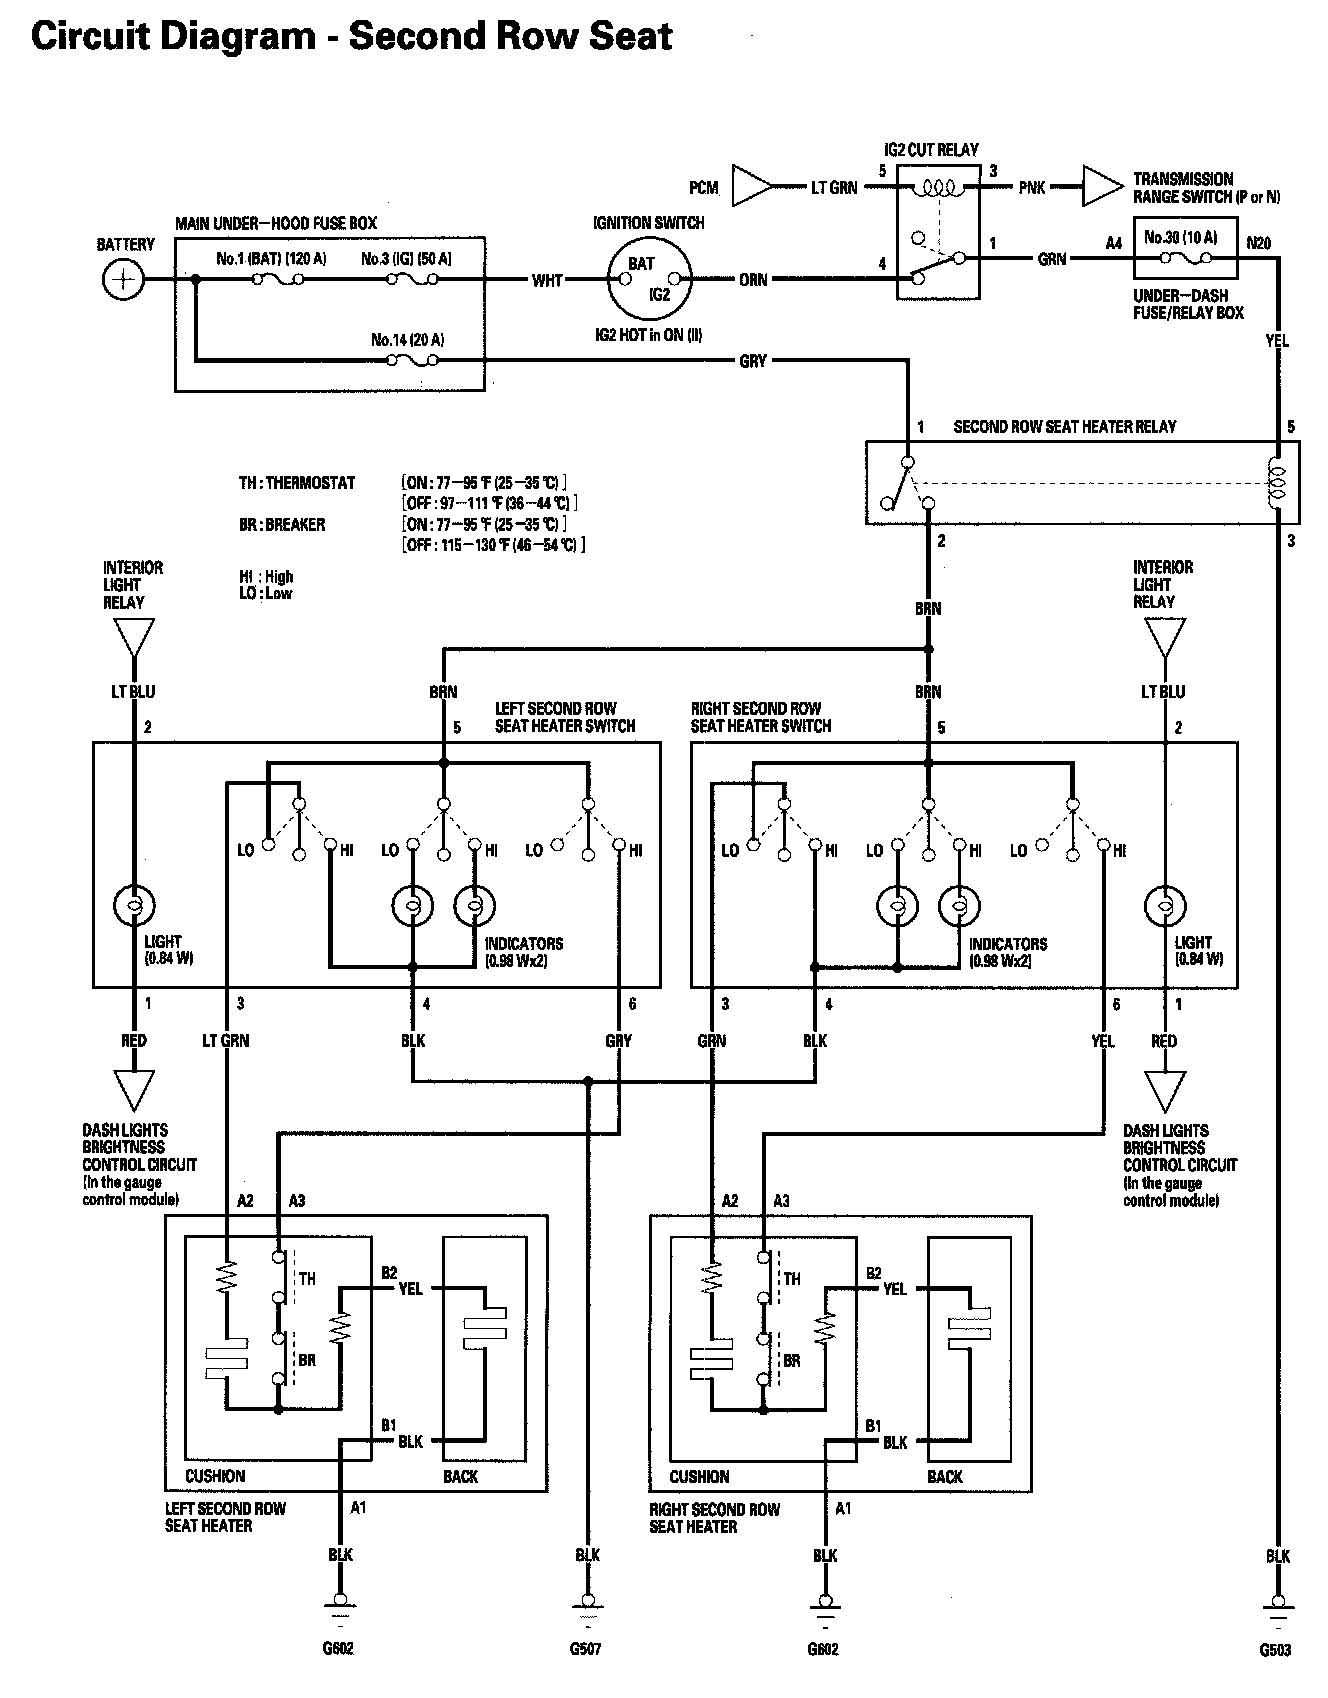 Circuit Diagram - Second Row Seat
IG2 CUT RELAY
5
3
PCM
LT GRN
PNK
TRANSMISSION
RANGE SWITCH (P or N)
MAIN UNDER-HOOD FUSE BOX
IGNITION SWITCH
BATTERY
No.1 (BAT) (120 A)
No.3 (IG) (50 A)
WHT
BAT
IG2
ORN
4
1
GRN
A4
No.30 (10 A)
N20
UNDER-DASH
FUSE/RELAY BOX
IG2 HOT in ON (II)
No.14 (20 A)
GRY
YEL
1
SECOND ROW SEAT HEATER RELAY
5
TH : THERMOSTAT [ON : 77-95 °F (25-35 °C) ]
[OFF : 97-111 °F (36-44 °C) ]
BR : BREAKER [ON : 77-95 °F (25-35 °C) ]
[OFF : 115-130 °F (46-54 °C) ]
HI : High
LO : Low
2
3
INTERIOR
LIGHT
RELAY
INTERIOR
LIGHT
RELAY
BRN
LT BLU
BRN
BRN
LT BLU
LEFT SECOND ROW
SEAT HEATER SWITCH
RIGHT SECOND ROW
SEAT HEATER SWITCH
2
5
5
2
LO
HI
LO
HI
LO
HI
LO
HI
LO
HI
LO
HI
LIGHT
(0.84 W)
INDICATORS
(0.98 Wx2)
INDICATORS
(0.98 Wx2)
LIGHT
(0.84 W)
1
3
4
6
3
4
6
1
RED
LT GRN
BLK
GRY
GRN
BLK
YEL
RED
DASH LIGHTS
BRIGHTNESS
CONTROL CIRCUIT
(In the gauge
control module)
DASH LIGHTS
BRIGHTNESS
CONTROL CIRCUIT
(In the gauge
control module)
A2
A3
A2
A3
TH
B2
YEL
TH
B2
YEL
BR
BR
B1
BLK
B1
BLK
CUSHION
BACK
CUSHION
BACK
LEFT SECOND ROW
SEAT HEATER
A1
RIGHT SECOND ROW
SEAT HEATER
A1
BLK
BLK
BLK
BLK
G602
G507
G602
G503